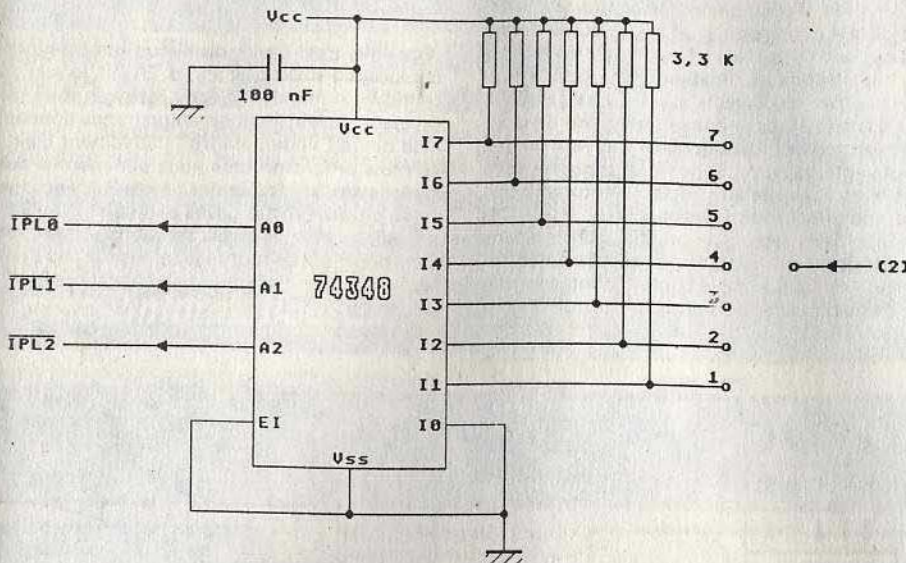 Vcc
3,3 K
100 nF
Vcc
I7
7
I6
6
IPL0
A0
I5
5
I4
4
(2)
IPL1
A1
74348
I3
3
IPL2
A2
I2
2
I1
1
EI
I0
Vss